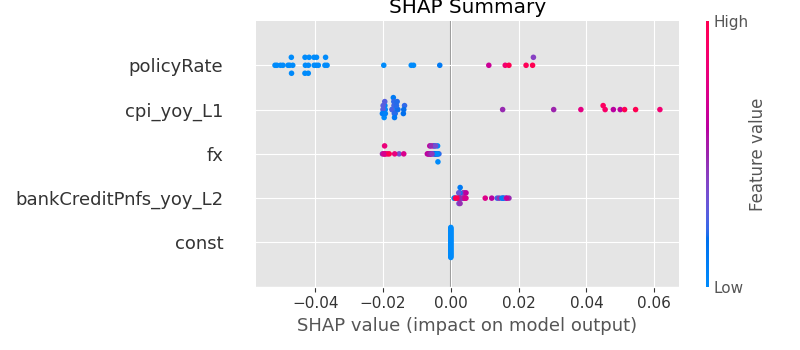 SHAP Summary
High
policyRate
cpi_yoy_L1
fx
bankCreditPnfs_yoy_L2
const
Feature value
Low
−0.04 −0.02 0.00 0.02 0.04 0.06
SHAP value (impact on model output)